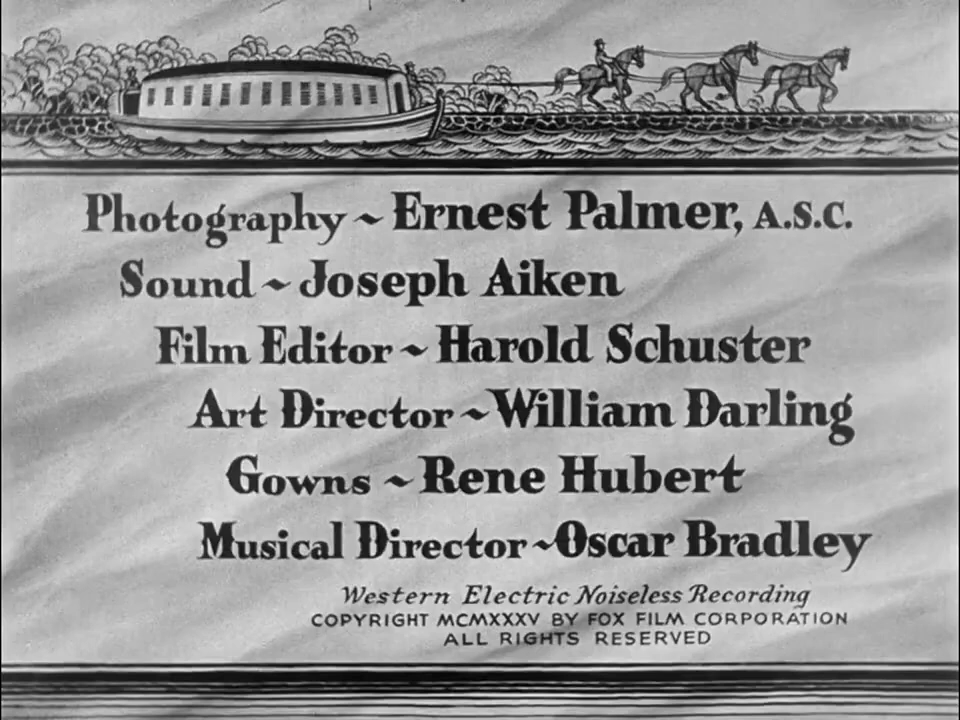 Photography ~ Ernest Palmer, A.S.C.
Sound ~ Joseph Aiken
Film Editor ~ Harold Schuster
Art Director ~ William Darling
Gowns ~ Rene Hubert
Musical Director ~ Oscar Bradley
Western Electric Noiseless Recording
COPYRIGHT MCMXXXV BY FOX FILM CORPORATION
ALL RIGHTS RESERVED